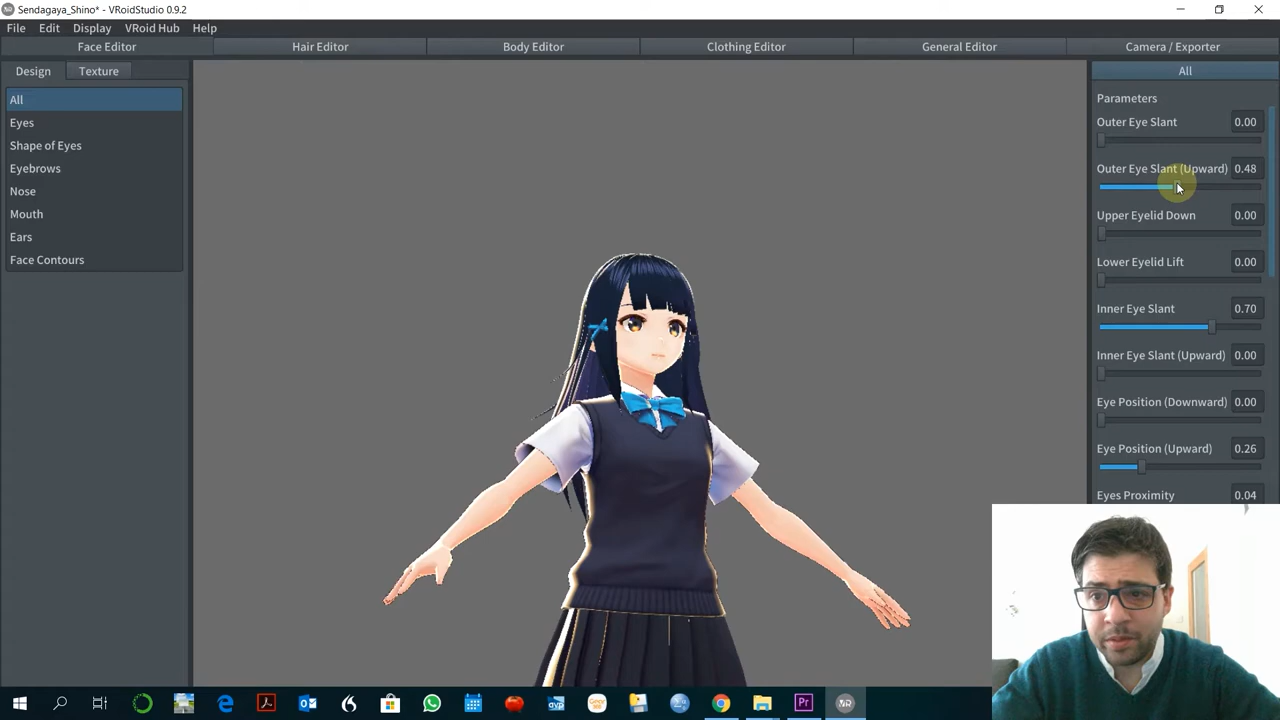 Sendagaya_Shino* - VRoidStudio 0.9.2
File Edit Display VRoid Hub Help
Face Editor Hair Editor Body Editor Clothing Editor General Editor Camera / Exporter
Design Texture
All
Eyes
Shape of Eyes
Eyebrows
Nose
Mouth
Ears
Face Contours
All
Parameters
Outer Eye Slant 0.00
Outer Eye Slant (Upward) 0.48
Upper Eyelid Down 0.00
Lower Eyelid Lift 0.00
Inner Eye Slant 0.70
Inner Eye Slant (Upward) 0.00
Eye Position (Downward) 0.00
Eye Position (Upward) 0.26
Eyes Proximity 0.04
Pr